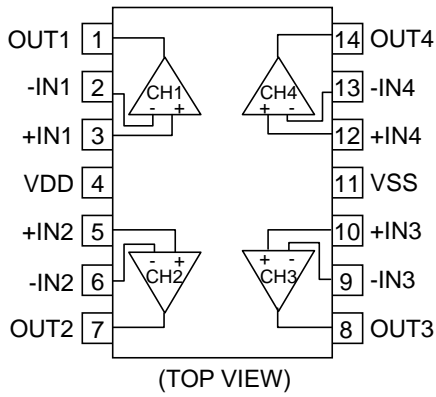 OUT1 1 14 OUT4
-IN1 2 CH1 CH4 13 -IN4
- + + -
+IN1 3 12 +IN4
VDD 4 11 VSS
+IN2 5 10 +IN3
- + + -
-IN2 6 CH2 CH3 9 -IN3
OUT2 7 8 OUT3
(TOP VIEW)